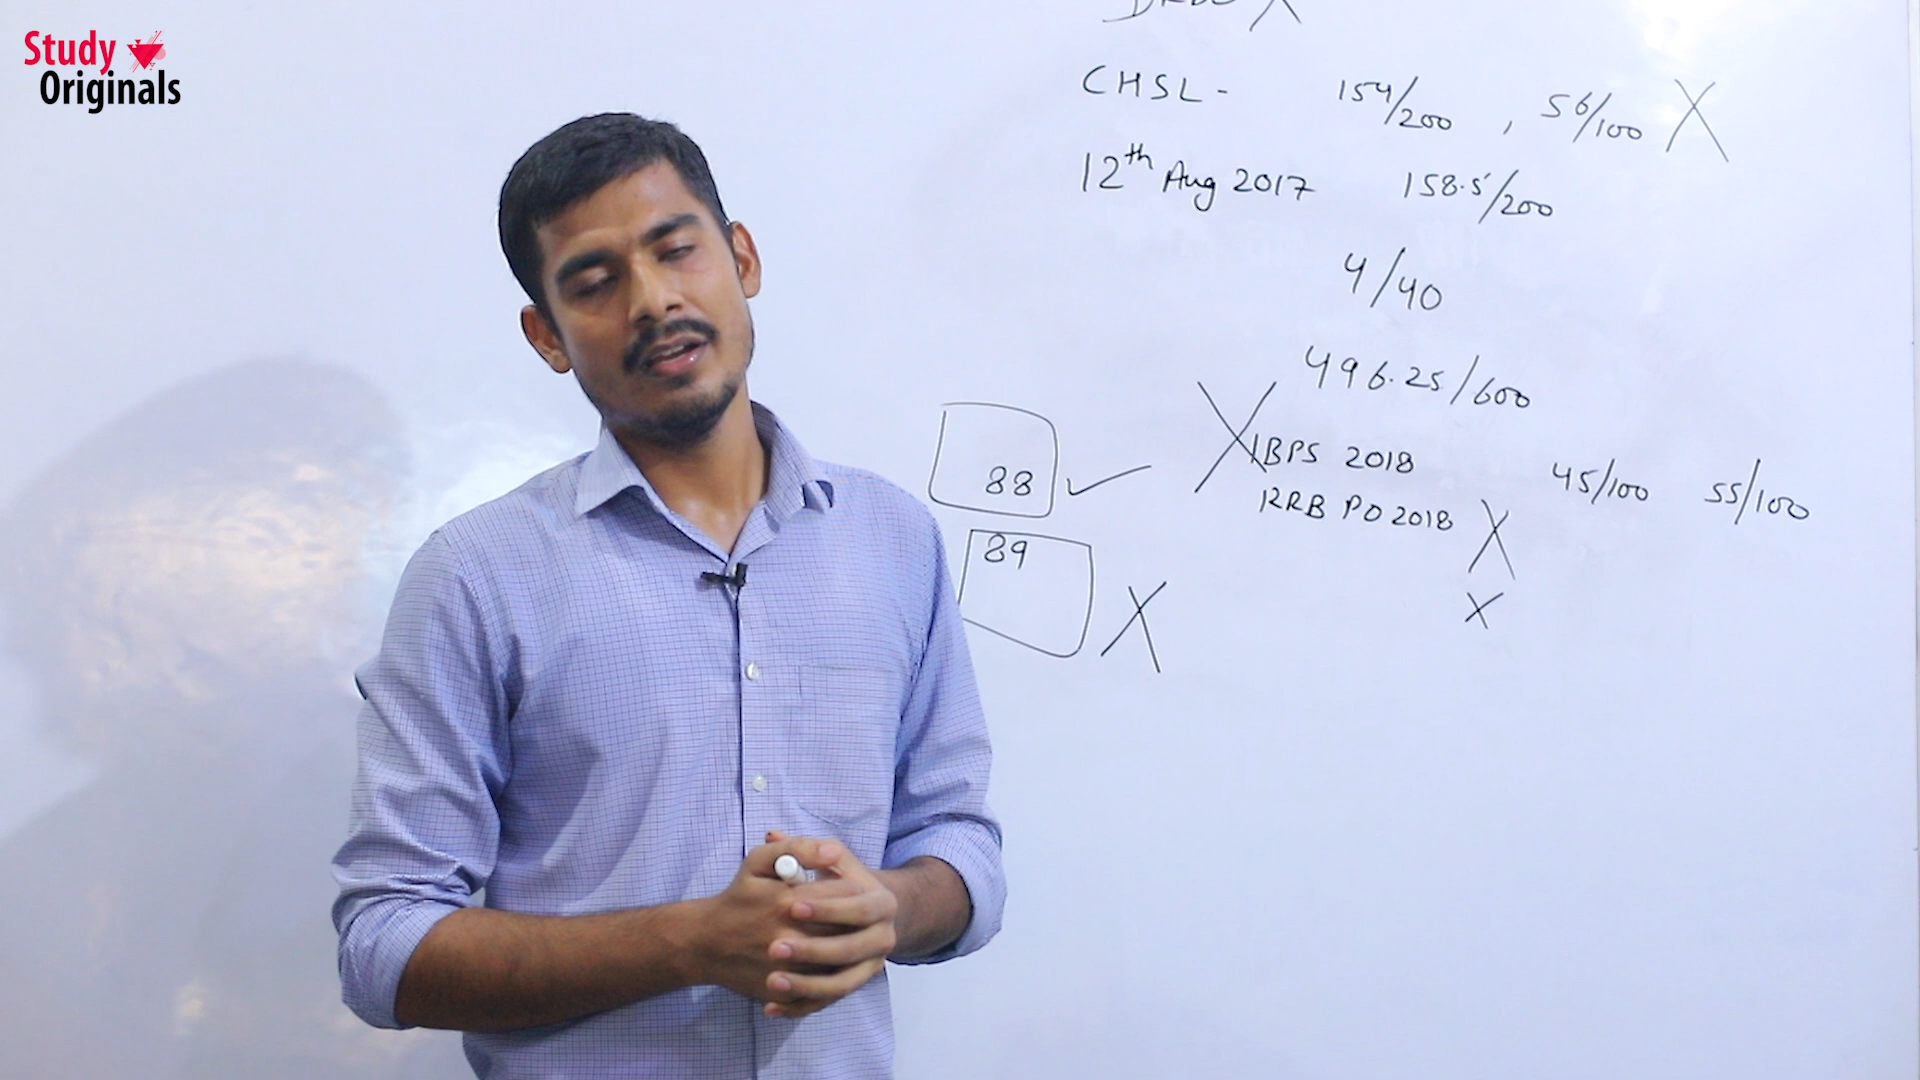 Study
Originals
CHSL - 154/200 , 56/100 X
12th Aug 2017 158.5/200
4/40
496.25/600
X IBPS 2018 45/100 55/100
RRB PO 2018 X
X
88 ✓
89 X